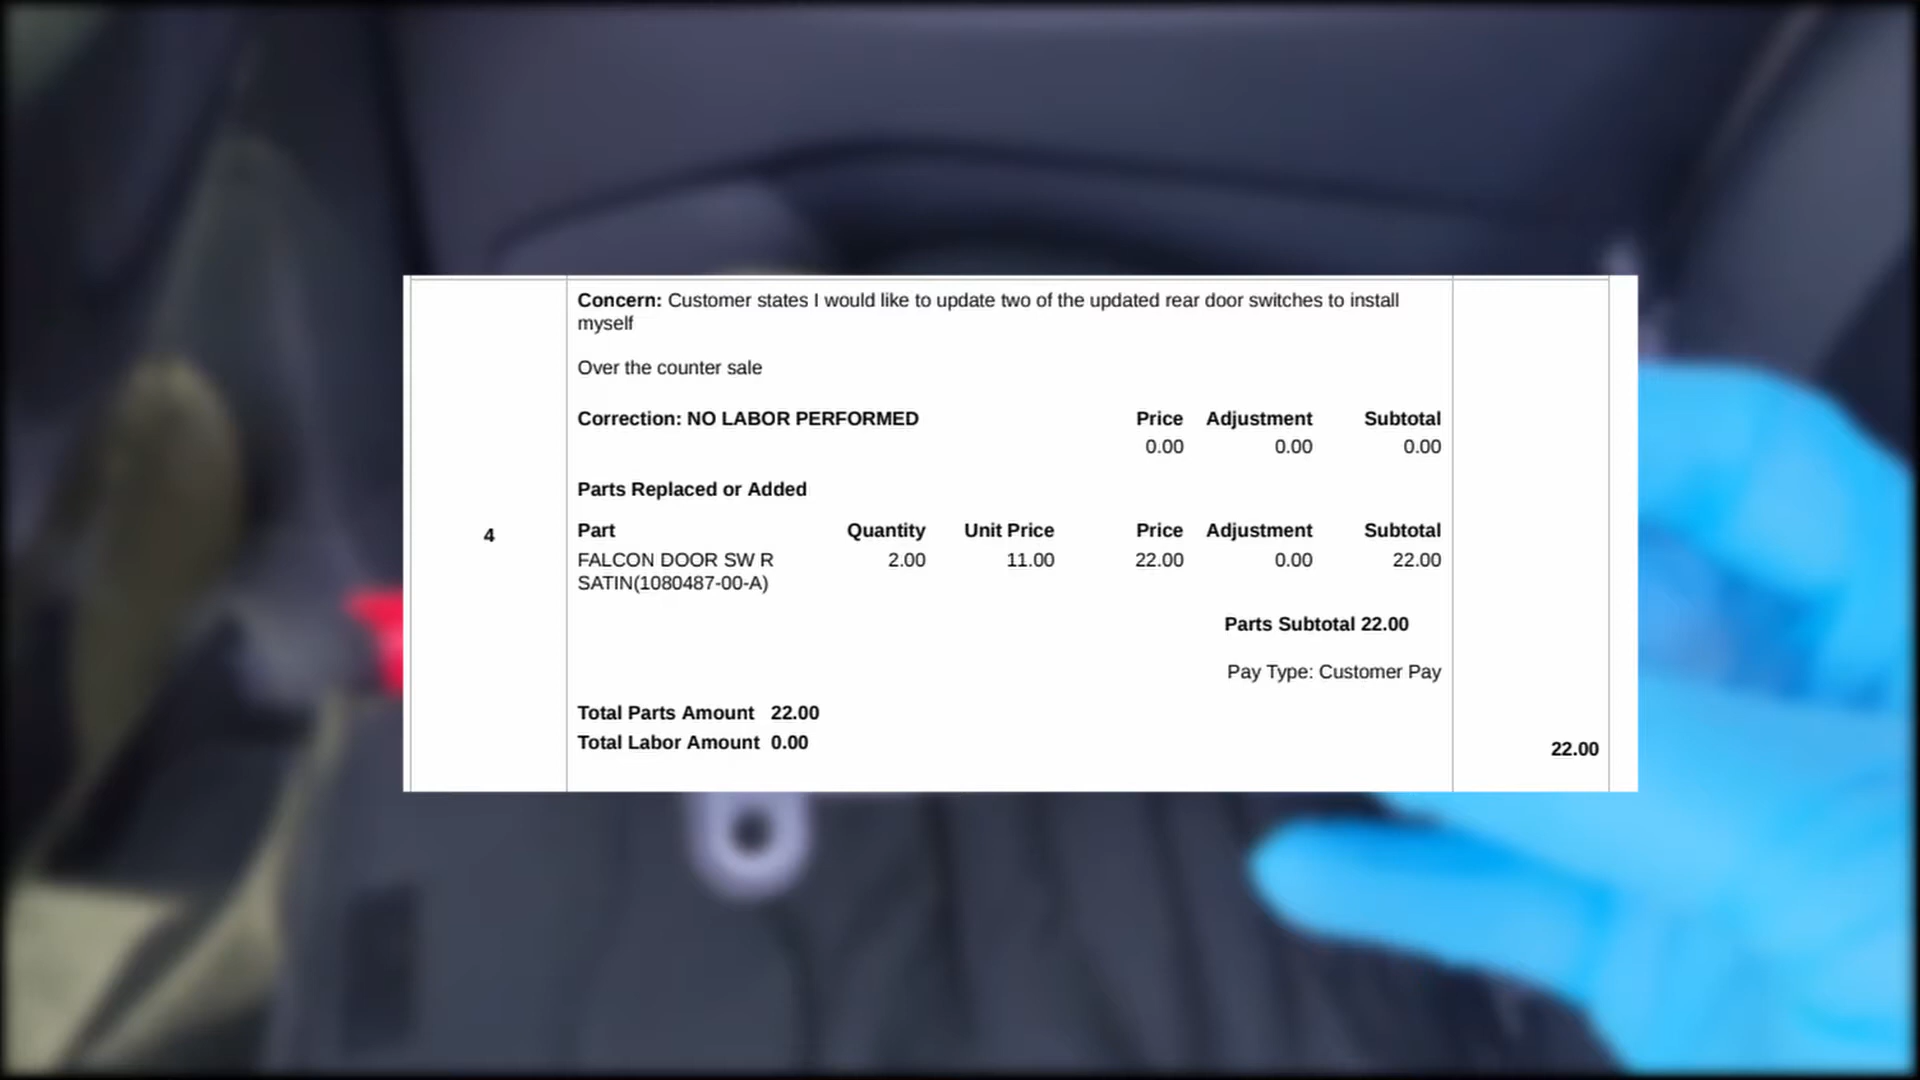 Concern: Customer states I would like to update two of the updated rear door switches to install
myself
Over the counter sale
Correction: NO LABOR PERFORMED Price Adjustment Subtotal
0.00 0.00 0.00
Parts Replaced or Added
4
Part Quantity Unit Price Price Adjustment Subtotal
FALCON DOOR SW R 2.00 11.00 22.00 0.00 22.00
SATIN(1080487-00-A)
Parts Subtotal 22.00
Pay Type: Customer Pay
Total Parts Amount 22.00
Total Labor Amount 0.00
22.00